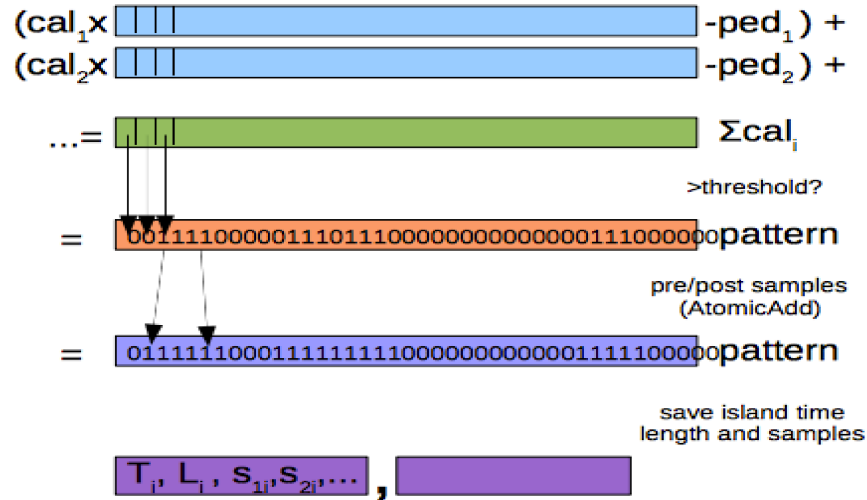 (cal₁x -ped₁) +
(cal₂x -ped₂) +
...= Σcalᵢ
>threshold?
= 001111000001110111000000000000000111000000pattern
pre/post samples
(AtomicAdd)
= 011111100011111111100000000000001111100000pattern
save island time
length and samples
Tᵢ, Lᵢ, s₁ᵢ,s₂ᵢ,... ,